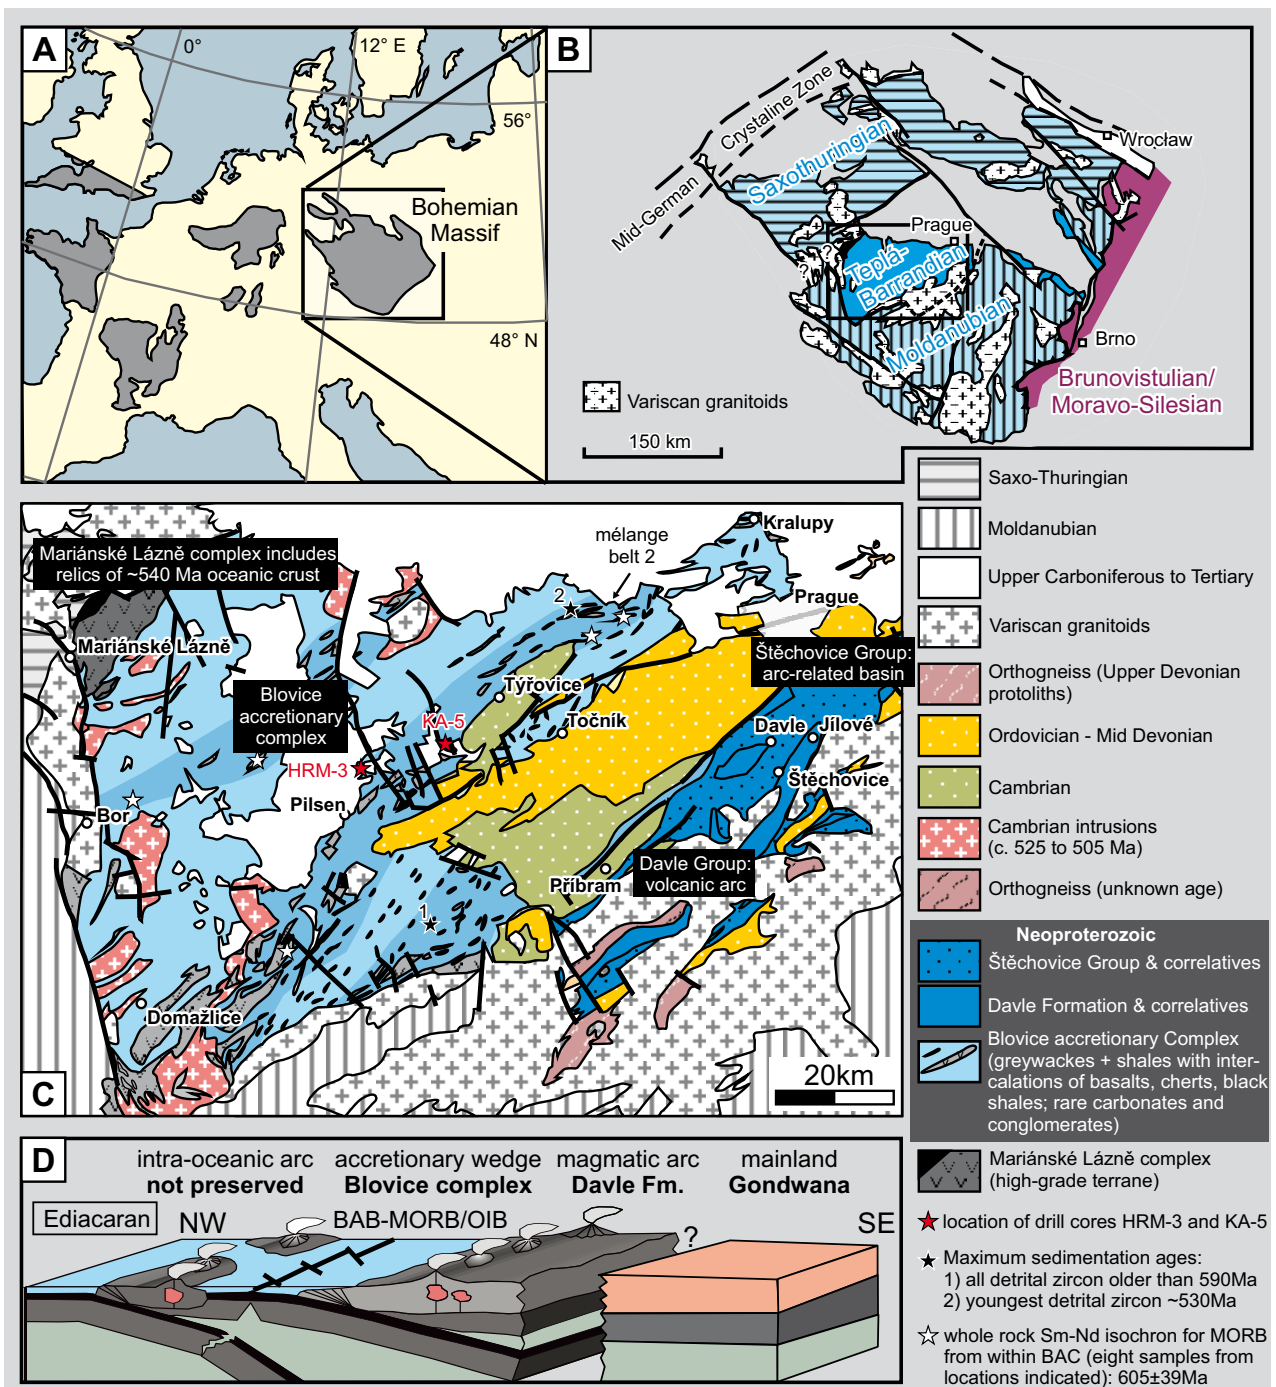 A
0°
12° E
56°
Bohemian
Massif
48° N
B
Crystaline Zone
Mid-German
Saxothuringian
Wrocław
Prague
?
?
Teplá-
Barrandian
Moldanubian
Brno
Brunovistulian/
Moravo-Silesian
Variscan granitoids
150 km
Saxo-Thuringian
Moldanubian
Upper Carboniferous to Tertiary
Variscan granitoids
Orthogneiss (Upper Devonian
protoliths)
Ordovician - Mid Devonian
Cambrian
Cambrian intrusions
(c. 525 to 505 Ma)
Orthogneiss (unknown age)
Neoproterozoic
Štěchovice Group & correlatives
Davle Formation & correlatives
Blovice accretionary Complex
(greywackes + shales with inter-
calations of basalts, cherts, black
shales; rare carbonates and
conglomerates)
Mariánské Lázně complex
(high-grade terrane)
location of drill cores HRM-3 and KA-5
Maximum sedimentation ages:
1) all detrital zircon older than 590Ma
2) youngest detrital zircon ~530Ma
whole rock Sm-Nd isochron for MORB
from within BAC (eight samples from
locations indicated): 605±39Ma
C
Mariánské Lázně complex includes
relics of ~540 Ma oceanic crust
mélange
belt 2
Kralupy
2
Prague
Mariánské Lázně
Štěchovice Group:
arc-related basin
Blovice
accretionary
complex
Týřovice
KA-5
Točník
Davle
Jílové
HRM-3
Štěchovice
Pilsen
Bor
Davle Group:
volcanic arc
Příbram
1
Domažlice
20km
D
intra-oceanic arc
not preserved
accretionary wedge
Blovice complex
magmatic arc
Davle Fm.
mainland
Gondwana
Ediacaran
NW
BAB-MORB/OIB
?
SE